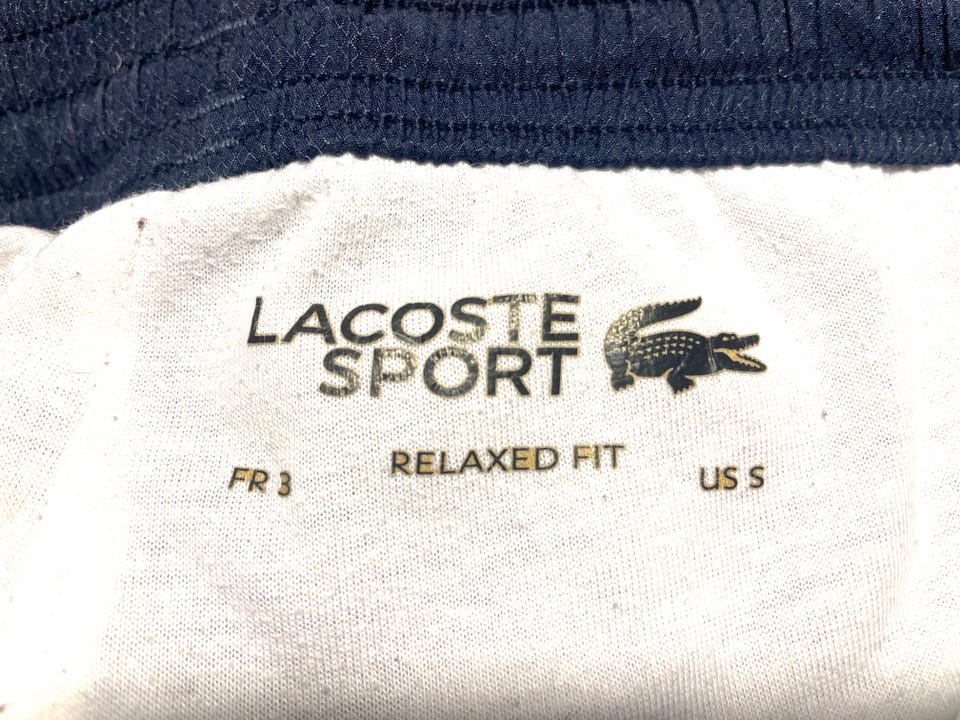 LACOSTE
SPORT
RELAXED FIT
FR 3
US S